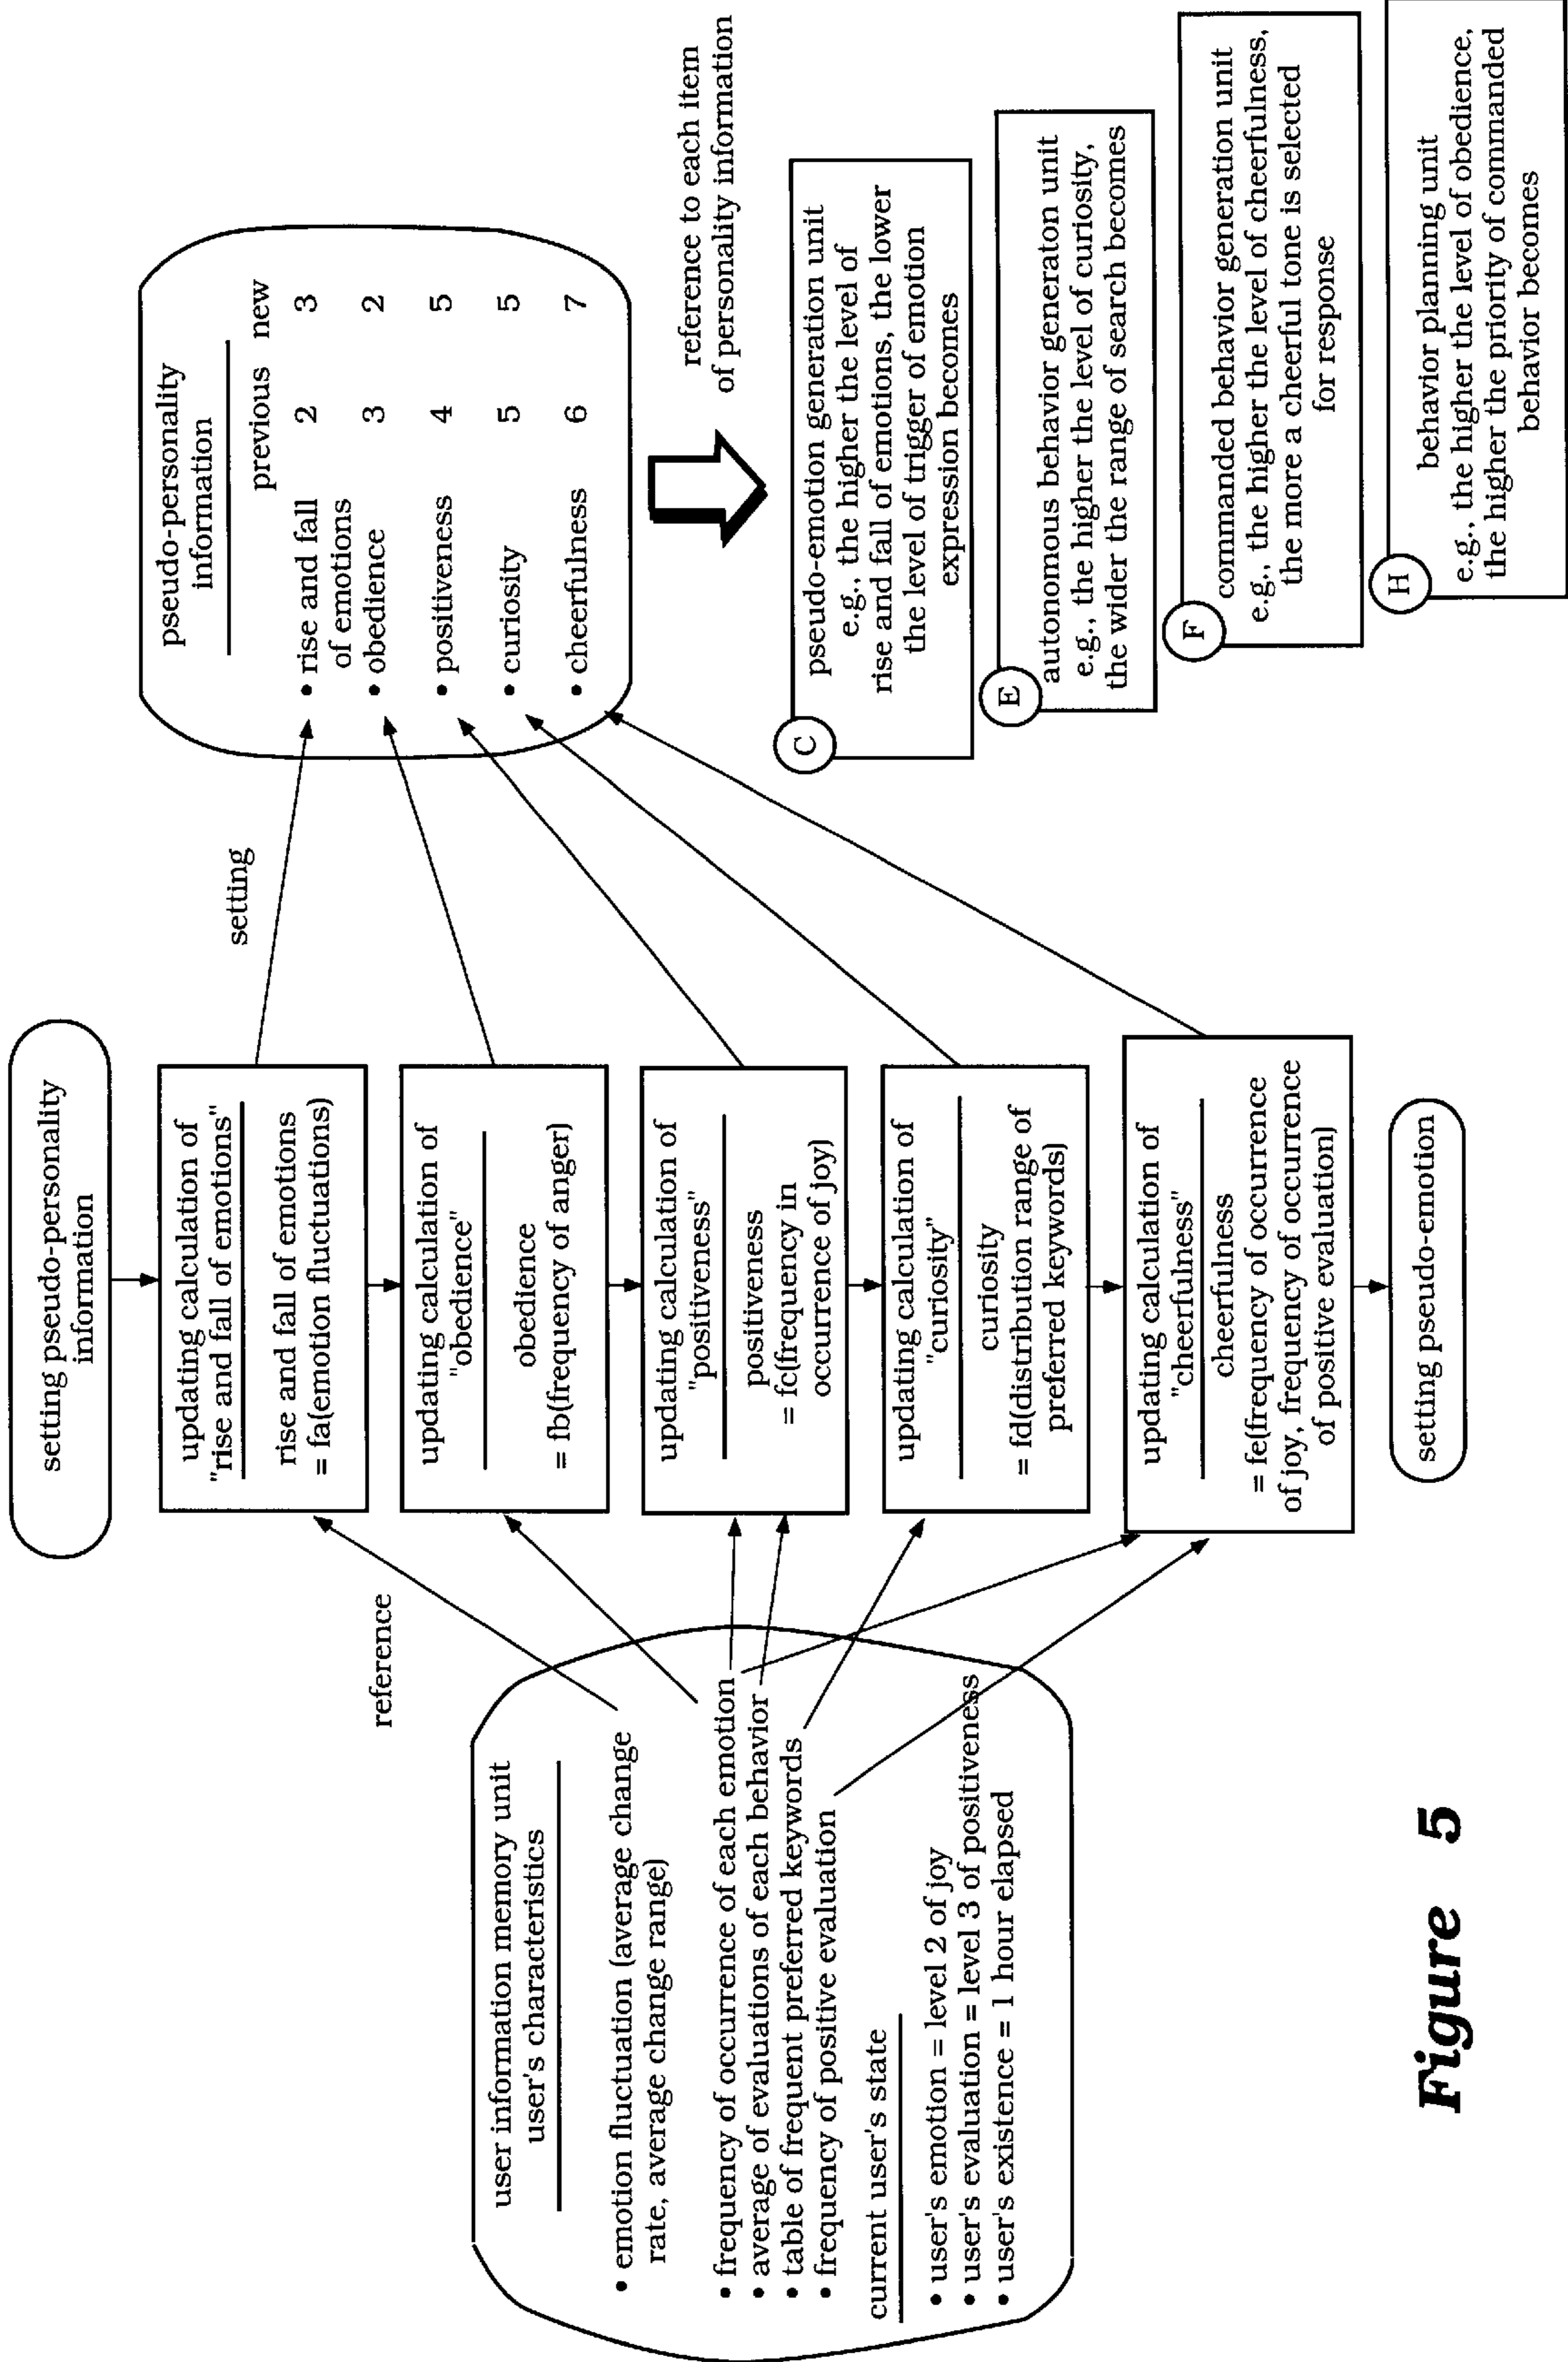 setting pseudo-personality
information
updating calculation of
"rise and fall of emotions"
rise and fall of emotions
= fa(emotion fluctuations)
updating calculation of
"obedience"
obedience
= fb(frequency of anger)
updating calculation of
"positiveness"
positiveness
= fc(frequency in
occurrence of joy)
updating calculation of
"curiosity"
curiosity
= fd(distribution range of
preferred keywords)
updating calculation of
"cheerfulness"
cheerfulness
= fe(frequency of occurrence
of joy, frequency of occurrence
of positive evaluation)
setting pseudo-emotion
reference
user information memory unit
user's characteristics
• emotion fluctuation (average change
rate, average change range)
• frequency of occurrence of each emotion
• average of evaluations of each behavior
• table of frequent preferred keywords
• frequency of positive evaluation
current user's state
• user's emotion = level 2 of joy
• user's evaluation = level 3 of positiveness
• user's existence = 1 hour elapsed
setting
pseudo-personality
information
previous new
• rise and fall 2 3
of emotions
• obedience 3 2
• positiveness 4 5
• curiosity 5 5
• cheerfulness 6 7
reference to each item
of personality information
C
pseudo-emotion generation unit
e.g., the higher the level of
rise and fall of emotions, the lower
the level of trigger of emotion
expression becomes
E
autonomous behavior generaton unit
e.g., the higher the level of curiosity,
the wider the range of search becomes
F
commanded behavior generation unit
e.g., the higher the level of cheerfulness,
the more a cheerful tone is selected
for response
H
behavior planning unit
e.g., the higher the level of obedience,
the higher the priority of commanded
behavior becomes
Figure 5